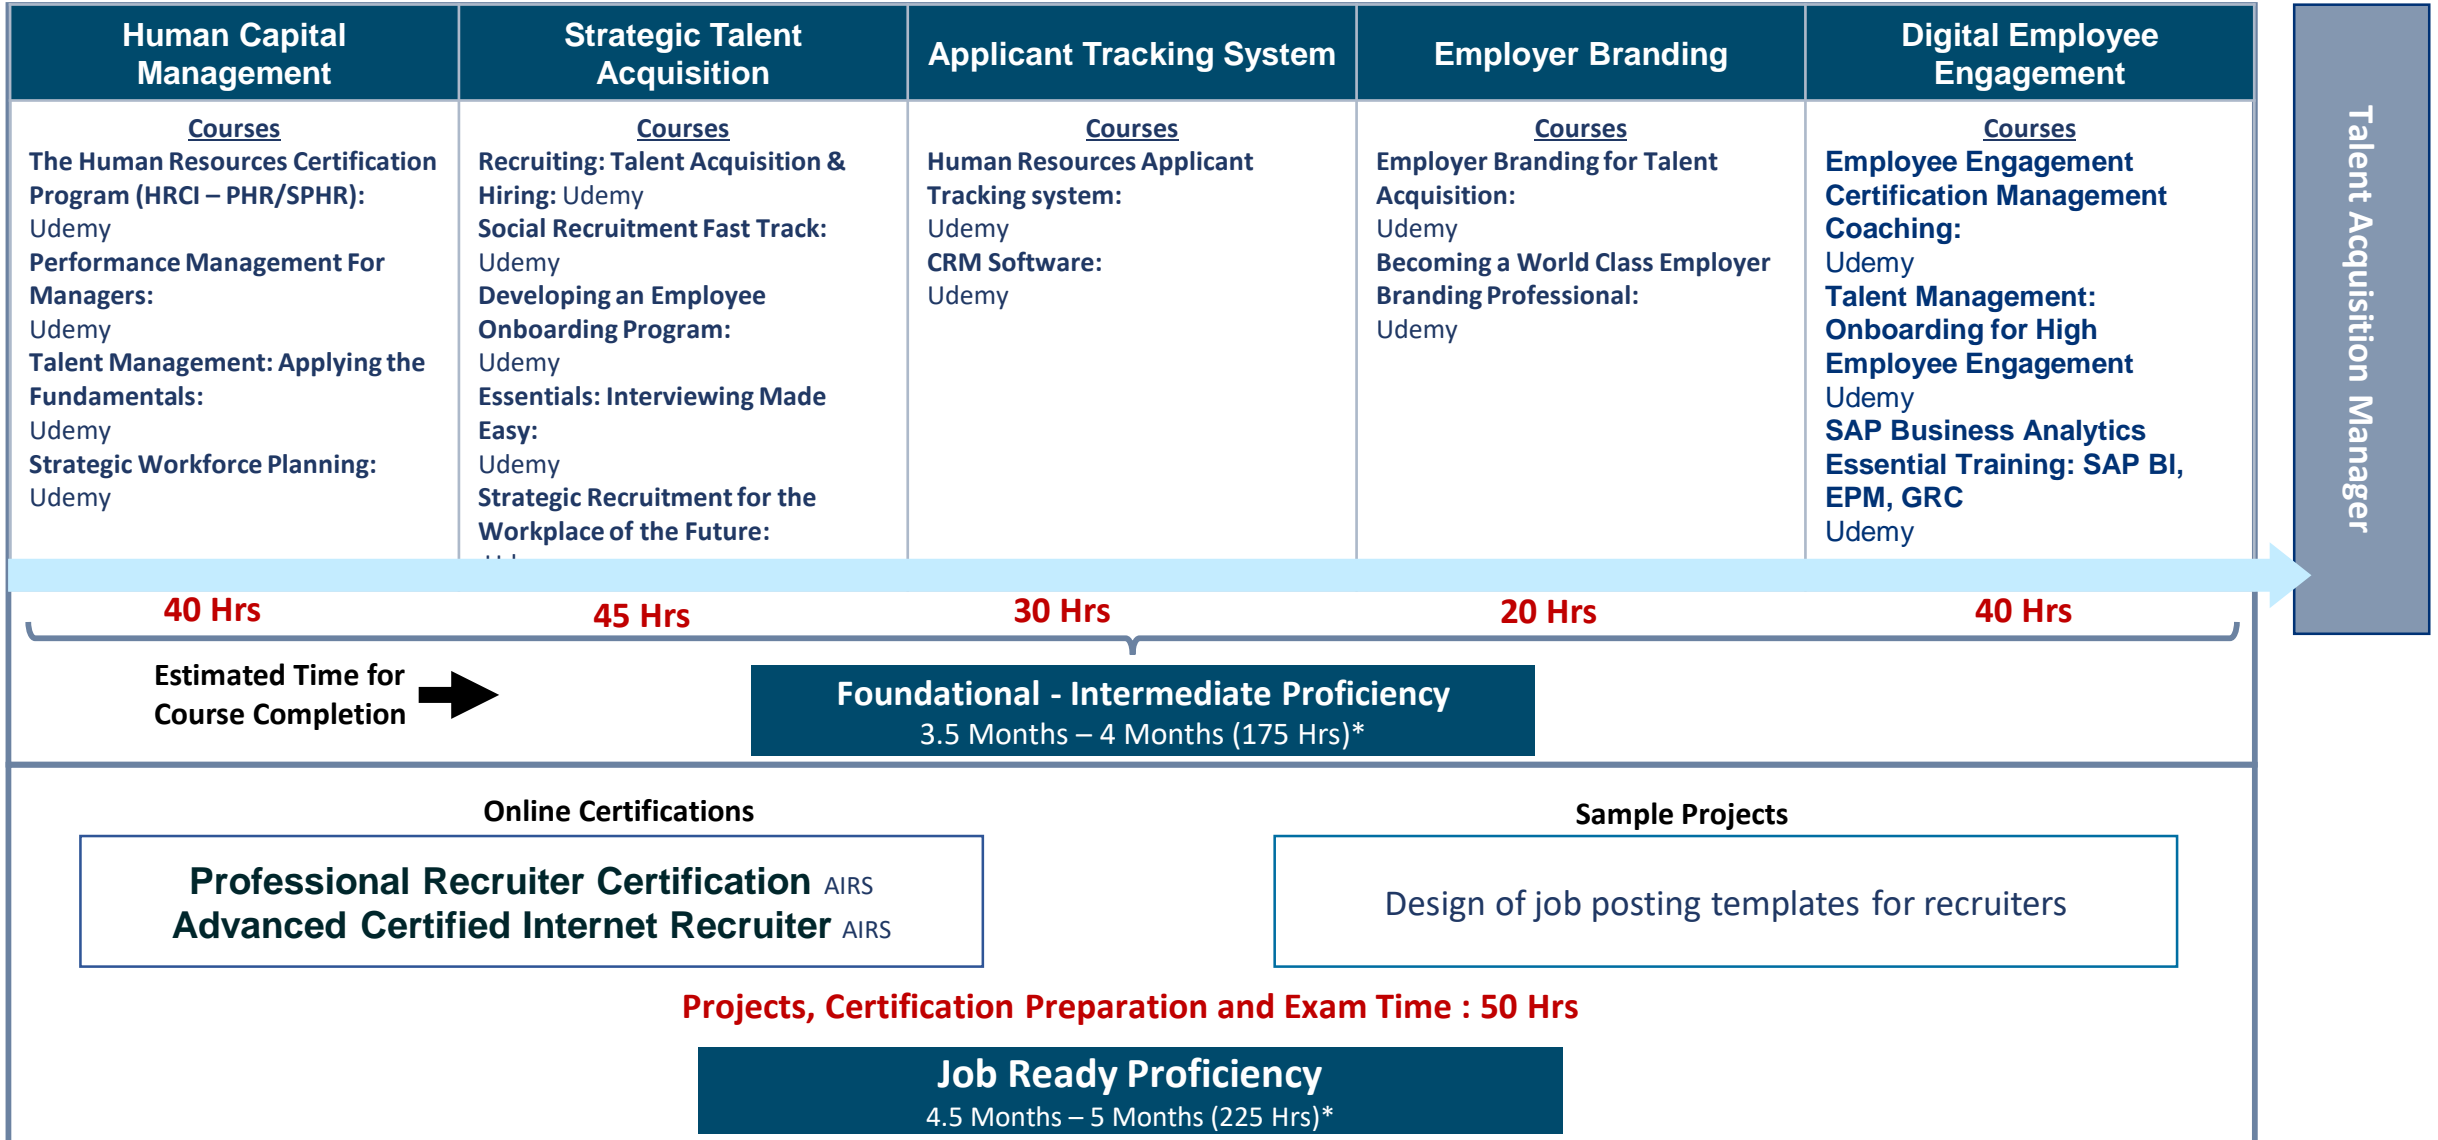 Human Capital
Management
Strategic Talent
Acquisition
Applicant Tracking System
Employer Branding
Digital Employee
Engagement
Courses
The Human Resources Certification
Program (HRCI – PHR/SPHR):
Udemy
Performance Management For
Managers:
Udemy
Talent Management: Applying the
Fundamentals:
Udemy
Strategic Workforce Planning:
Udemy
Courses
Recruiting: Talent Acquisition &
Hiring: Udemy
Social Recruitment Fast Track:
Udemy
Developing an Employee
Onboarding Program:
Udemy
Essentials: Interviewing Made
Easy:
Udemy
Strategic Recruitment for the
Workplace of the Future:
Courses
Human Resources Applicant
Tracking system:
Udemy
CRM Software:
Udemy
Courses
Employer Branding for Talent
Acquisition:
Udemy
Becoming a World Class Employer
Branding Professional:
Udemy
Courses
Employee Engagement
Certification Management
Coaching:
Udemy
Talent Management:
Onboarding for High
Employee Engagement
Udemy
SAP Business Analytics
Essential Training: SAP BI,
EPM, GRC
Udemy
Talent Acquisition Manager
40 Hrs
45 Hrs
30 Hrs
20 Hrs
40 Hrs
Estimated Time for
Course Completion
Foundational - Intermediate Proficiency
3.5 Months – 4 Months (175 Hrs)*
Online Certifications
Professional Recruiter Certification AIRS
Advanced Certified Internet Recruiter AIRS
Sample Projects
Design of job posting templates for recruiters
Projects, Certification Preparation and Exam Time : 50 Hrs
Job Ready Proficiency
4.5 Months – 5 Months (225 Hrs)*